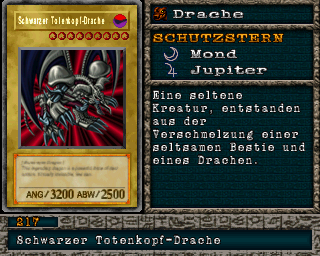 Schwarzer Totenkopf-Drache
ANG/ 3200 ABW/ 2500
Drache
SCHUTZSTERN
Mond
Jupiter
Eine seltene
Kreatur, entstanden
aus der
Verschmelzung einer
seltsamen Bestie und
eines Drachen.
217
Schwarzer Totenkopf-Drache